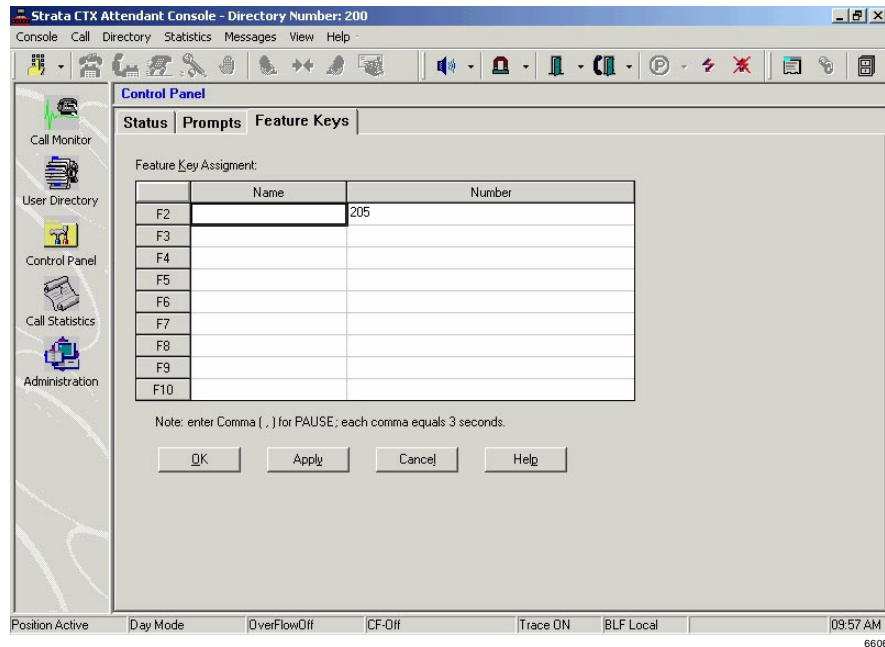 Strata CTX Attendant Console - Directory Number: 200
Console Call Directory Statistics Messages View Help
Control Panel
Status Prompts Feature Keys
Call Monitor
User Directory
Control Panel
Call Statistics
Administration
Feature Key Assigment:
Name Number
F2 205
F3
F4
F5
F6
F7
F8
F9
F10
Note: enter Comma ( , ) for PAUSE; each comma equals 3 seconds.
OK Apply Cancel Help
Position Active Day Mode OverFlowOff CF-Off Trace ON BLF Local 09:57 AM
6606